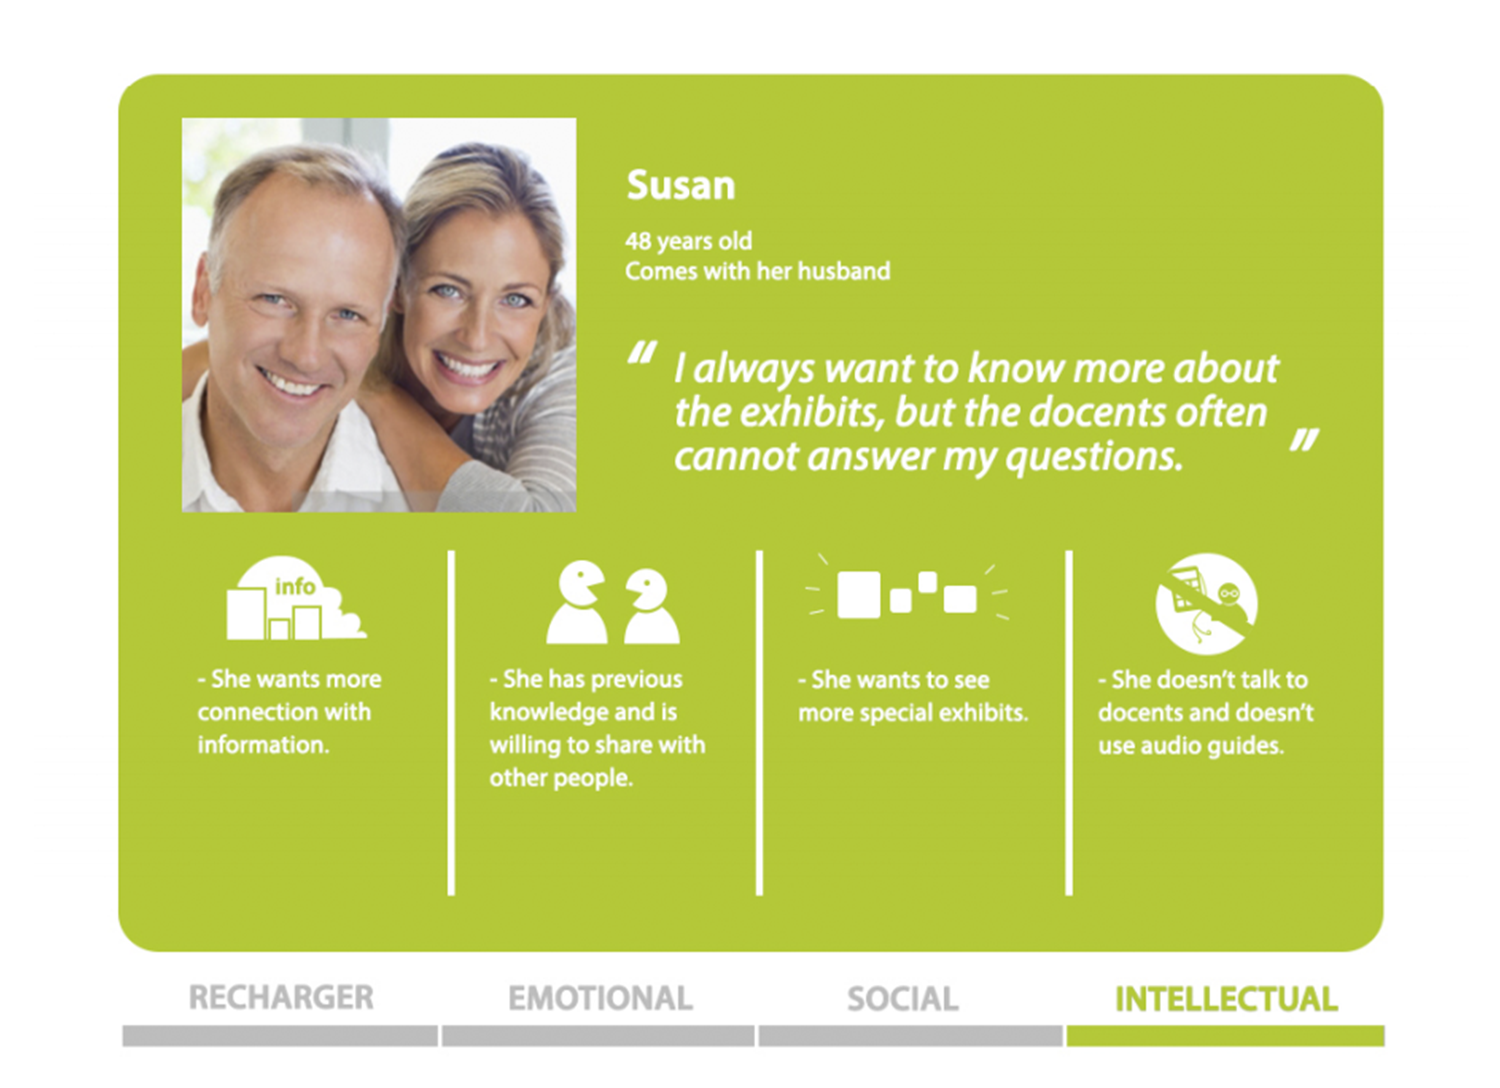 Susan
48 years old
Comes with her husband
“ I always want to know more about
the exhibits, but the docents often
cannot answer my questions. ”
info
- She wants more
connection with
information.
- She has previous
knowledge and is
willing to share with
other people.
- She wants to see
more special exhibits.
- She doesn’t talk to
docents and doesn’t
use audio guides.
RECHARGER
EMOTIONAL
SOCIAL
INTELLECTUAL